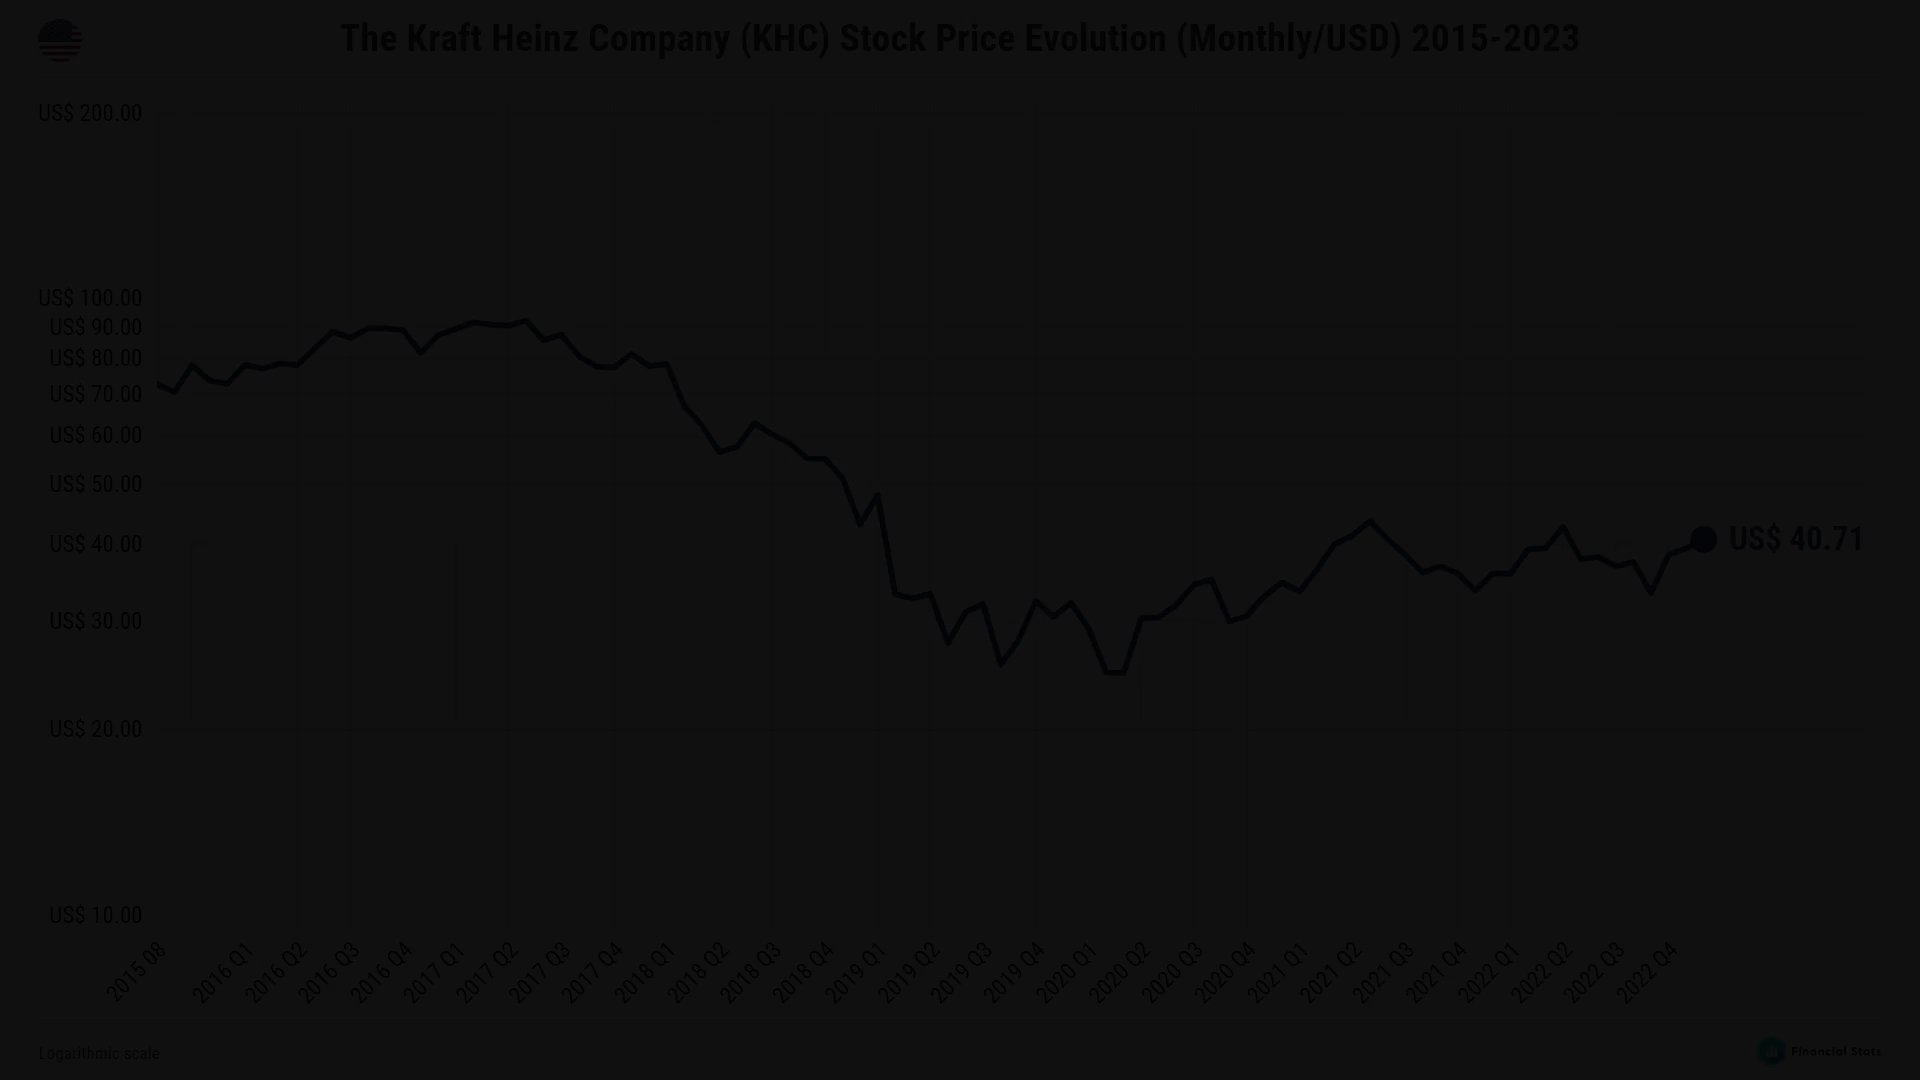 The Kraft Heinz Company (KHC) Stock Price Evolution (Monthly/USD) 2015-2023
US$ 200.00
US$ 100.00
US$ 90.00
US$ 80.00
US$ 70.00
US$ 60.00
US$ 50.00
US$ 40.00
US$ 30.00
US$ 20.00
US$ 10.00
US$ 40.71
2015 08
2016 Q1
2016 Q2
2016 Q3
2016 Q4
2017 Q1
2017 Q2
2017 Q3
2017 Q4
2018 Q1
2018 Q2
2018 Q3
2018 Q4
2019 Q1
2019 Q2
2019 Q3
2019 Q4
2020 Q1
2020 Q2
2020 Q3
2020 Q4
2021 Q1
2021 Q2
2021 Q3
2021 Q4
2022 Q1
2022 Q2
2022 Q3
2022 Q4
Logarithmic scale
Financial Stats